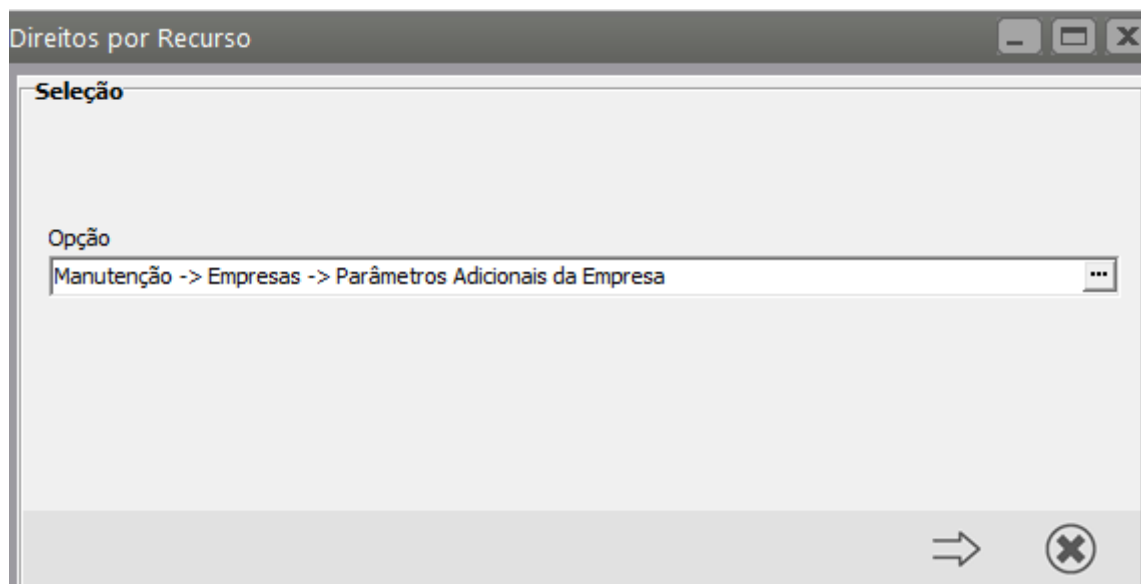 Direitos por Recurso
Seleção
Opção
Manutenção -> Empresas -> Parâmetros Adicionais da Empresa
...